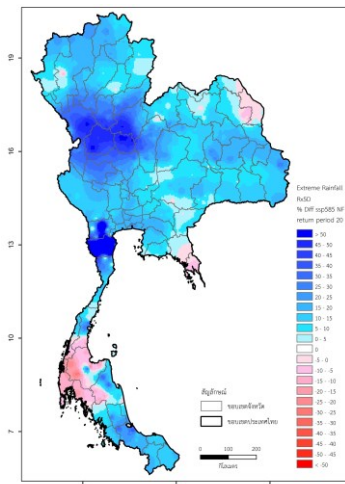 19
16
13
10
7
Extreme Rainfall
Rx5D
% Diff ssp585 %F
return period 20
> 50
45 - 50
40 - 45
35 - 40
30 - 35
25 - 30
20 - 25
15 - 20
10 - 15
5 - 10
0 - 5
0
-5 - 0
-10 - -5
-15 - -10
-20 - -15
-25 - -20
-30 - -25
-35 - -30
-40 - -35
-45 - -40
-50 - -45
< -50
สัญลักษณ์
ขอบเขตจังหวัด
ขอบเขตประเทศไทย
0 100 200
กิโลเมตร